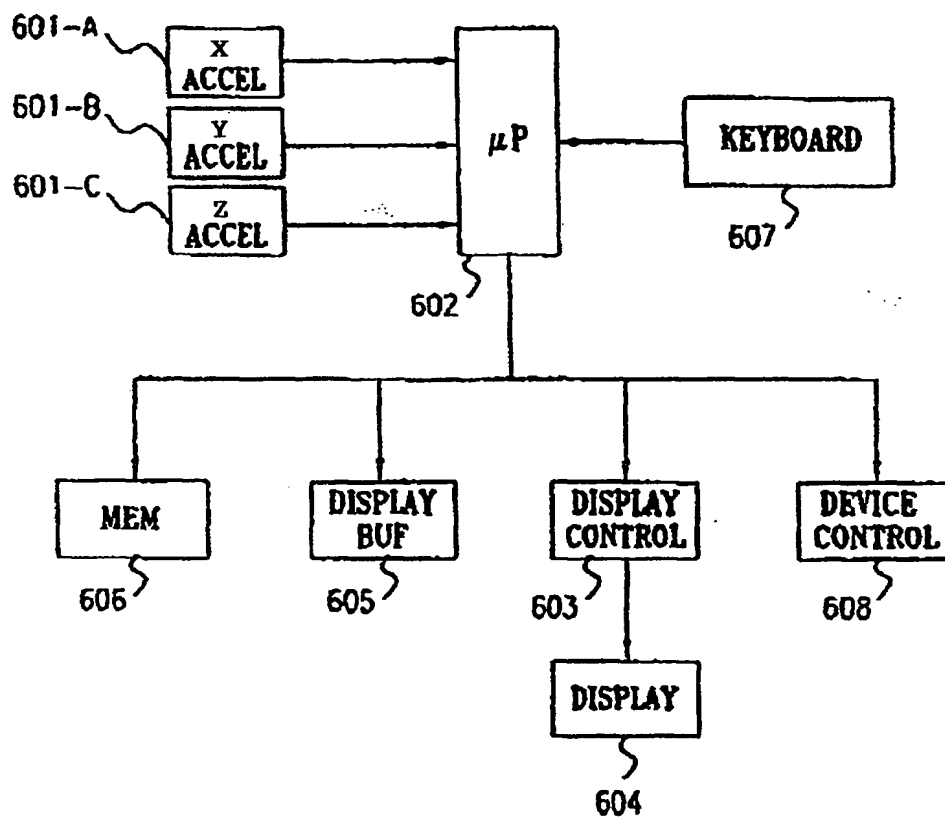 601-A
X
ACCEL
601-B
Y
ACCEL
601-C
Z
ACCEL
μP
602
KEYBOARD
607
MEM
606
DISPLAY
BUF
605
DISPLAY
CONTROL
603
DEVICE
CONTROL
608
DISPLAY
604